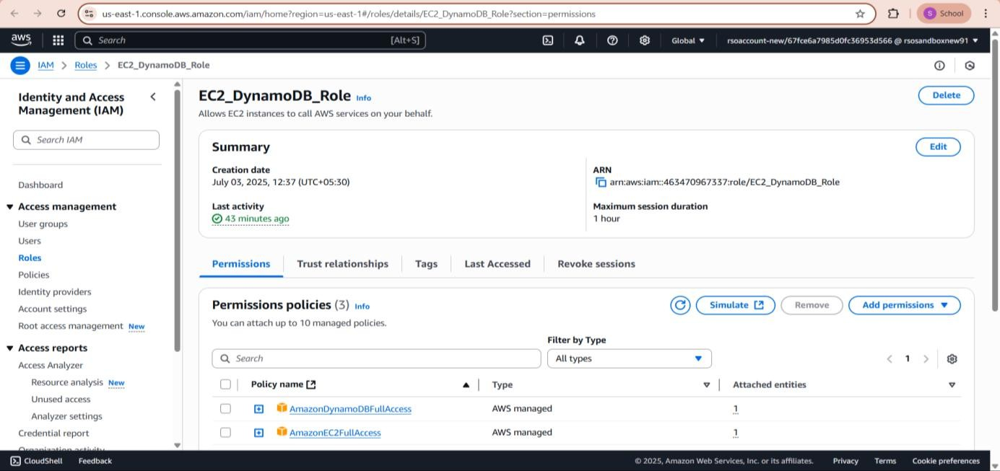 us-east-1.console.aws.amazon.com/iam/home?region=us-east-1#/roles/details/EC2_DynamoDB_Role?section=permissions
S School
aws
Search [Alt+S]
Global
rsoaccount-new/67fce6a7985d0fc36953d566 @ rsosandboxnew91
IAM > Roles > EC2_DynamoDB_Role
Identity and Access
Management (IAM)
Search IAM
Dashboard
Access management
User groups
Users
Roles
Policies
Identity providers
Account settings
Root access management New
Access reports
Access Analyzer
Resource analysis New
Unused access
Analyzer settings
Credential report
Organization activity
EC2_DynamoDB_Role Info
Delete
Allows EC2 instances to call AWS services on your behalf.
Summary
Edit
Creation date
July 03, 2025, 12:37 (UTC+05:30)
ARN
arn:aws:iam::463470967337:role/EC2_DynamoDB_Role
Last activity
43 minutes ago
Maximum session duration
1 hour
Permissions
Trust relationships
Tags
Last Accessed
Revoke sessions
Permissions policies (3) Info
Simulate
Remove
Add permissions
You can attach up to 10 managed policies.
Filter by Type
Search
All types
1
Policy name
Type
Attached entities
AmazonDynamoDBFullAccess AWS managed 1
AmazonEC2FullAccess AWS managed 1
CloudShell
Feedback
© 2025, Amazon Web Services, Inc. or its affiliates.
Privacy
Terms
Cookie preferences